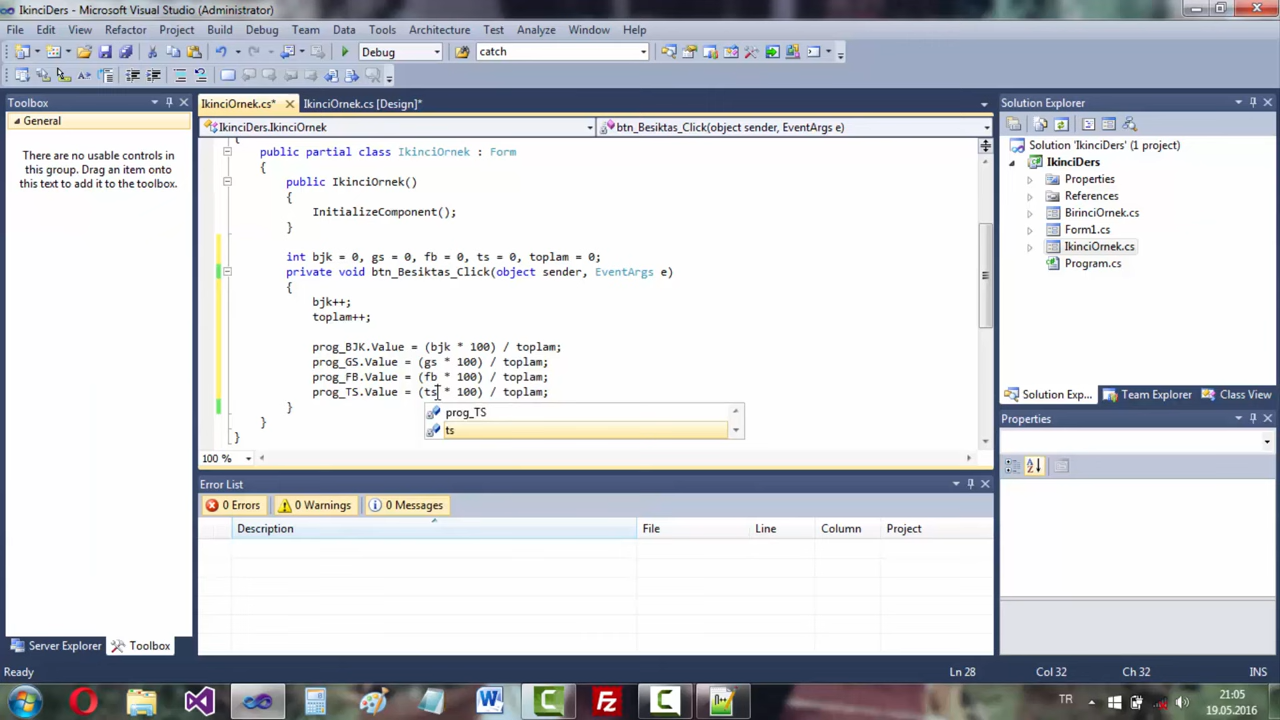 IkinciDers - Microsoft Visual Studio (Administrator)
File Edit View Refactor Project Build Debug Team Data Tools Architecture Test Analyze Window Help
Debug catch
Toolbox
IkinciOrnek.cs* IkinciOrnek.cs [Design]*
Solution Explorer
General
IkinciDers.IkinciOrnek btn_Besiktas_Click(object sender, EventArgs e)
There are no usable controls in
this group. Drag an item onto
this text to add it to the toolbox.
{
public partial class IkinciOrnek : Form
{
public IkinciOrnek()
{
InitializeComponent();
}
int bjk = 0, gs = 0, fb = 0, ts = 0, toplam = 0;
private void btn_Besiktas_Click(object sender, EventArgs e)
{
bjk++;
toplam++;
prog_BJK.Value = (bjk * 100) / toplam;
prog_GS.Value = (gs * 100) / toplam;
prog_FB.Value = (fb * 100) / toplam;
prog_TS.Value = (ts * 100) / toplam;
}
prog_TS
ts
}
}
100 %
Solution 'IkinciDers' (1 project)
IkinciDers
Properties
References
BirinciOrnek.cs
Form1.cs
IkinciOrnek.cs
Program.cs
Solution Exp... Team Explorer Class View
Properties
Error List
0 Errors 0 Warnings 0 Messages
Description File Line Column Project
Server Explorer Toolbox
Ready Ln 28 Col 32 Ch 32 INS
TR
21:05
19.05.2016